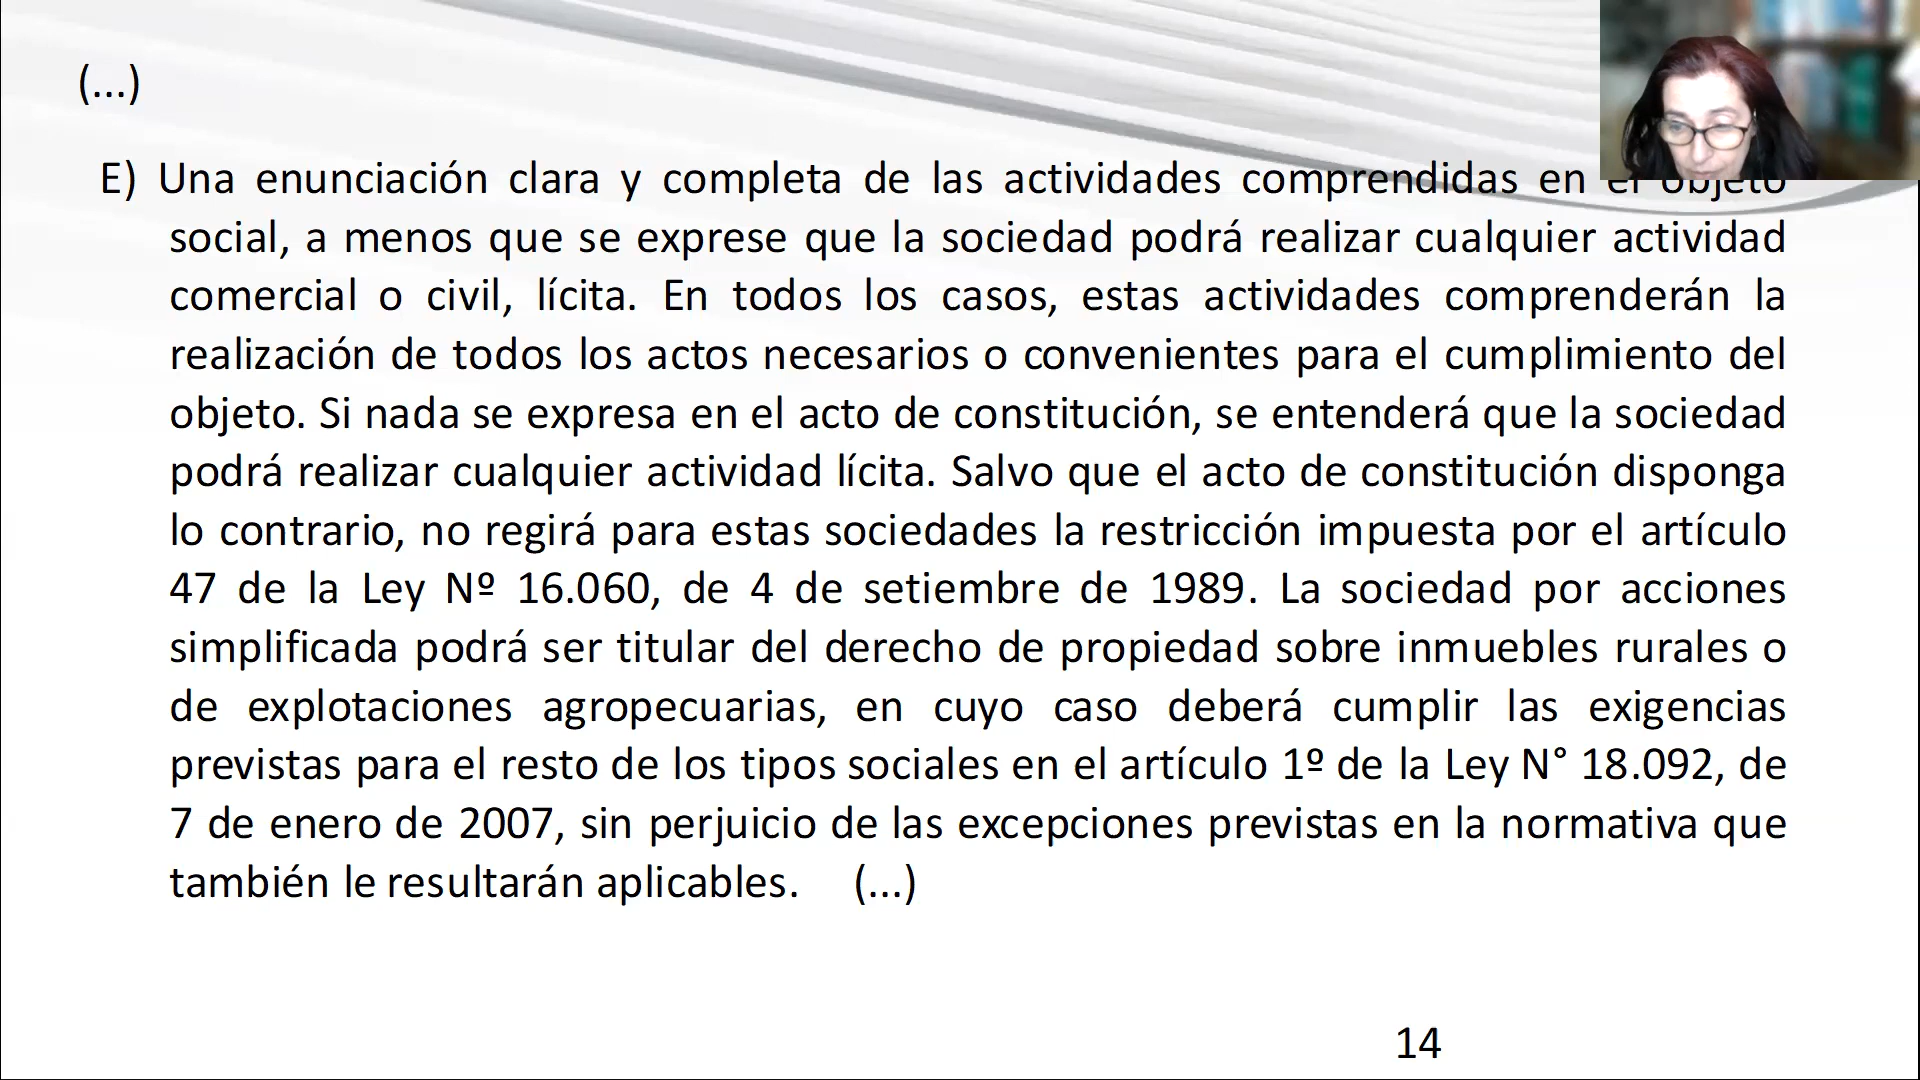 (...)
E) Una enunciación clara y completa de las actividades comprendidas en el objeto
social, a menos que se exprese que la sociedad podrá realizar cualquier actividad
comercial o civil, lícita. En todos los casos, estas actividades comprenderán la
realización de todos los actos necesarios o convenientes para el cumplimiento del
objeto. Si nada se expresa en el acto de constitución, se entenderá que la sociedad
podrá realizar cualquier actividad lícita. Salvo que el acto de constitución disponga
lo contrario, no regirá para estas sociedades la restricción impuesta por el artículo
47 de la Ley Nº 16.060, de 4 de setiembre de 1989. La sociedad por acciones
simplificada podrá ser titular del derecho de propiedad sobre inmuebles rurales o
de explotaciones agropecuarias, en cuyo caso deberá cumplir las exigencias
previstas para el resto de los tipos sociales en el artículo 1º de la Ley N° 18.092, de
7 de enero de 2007, sin perjuicio de las excepciones previstas en la normativa que
también le resultarán aplicables. (...)
14